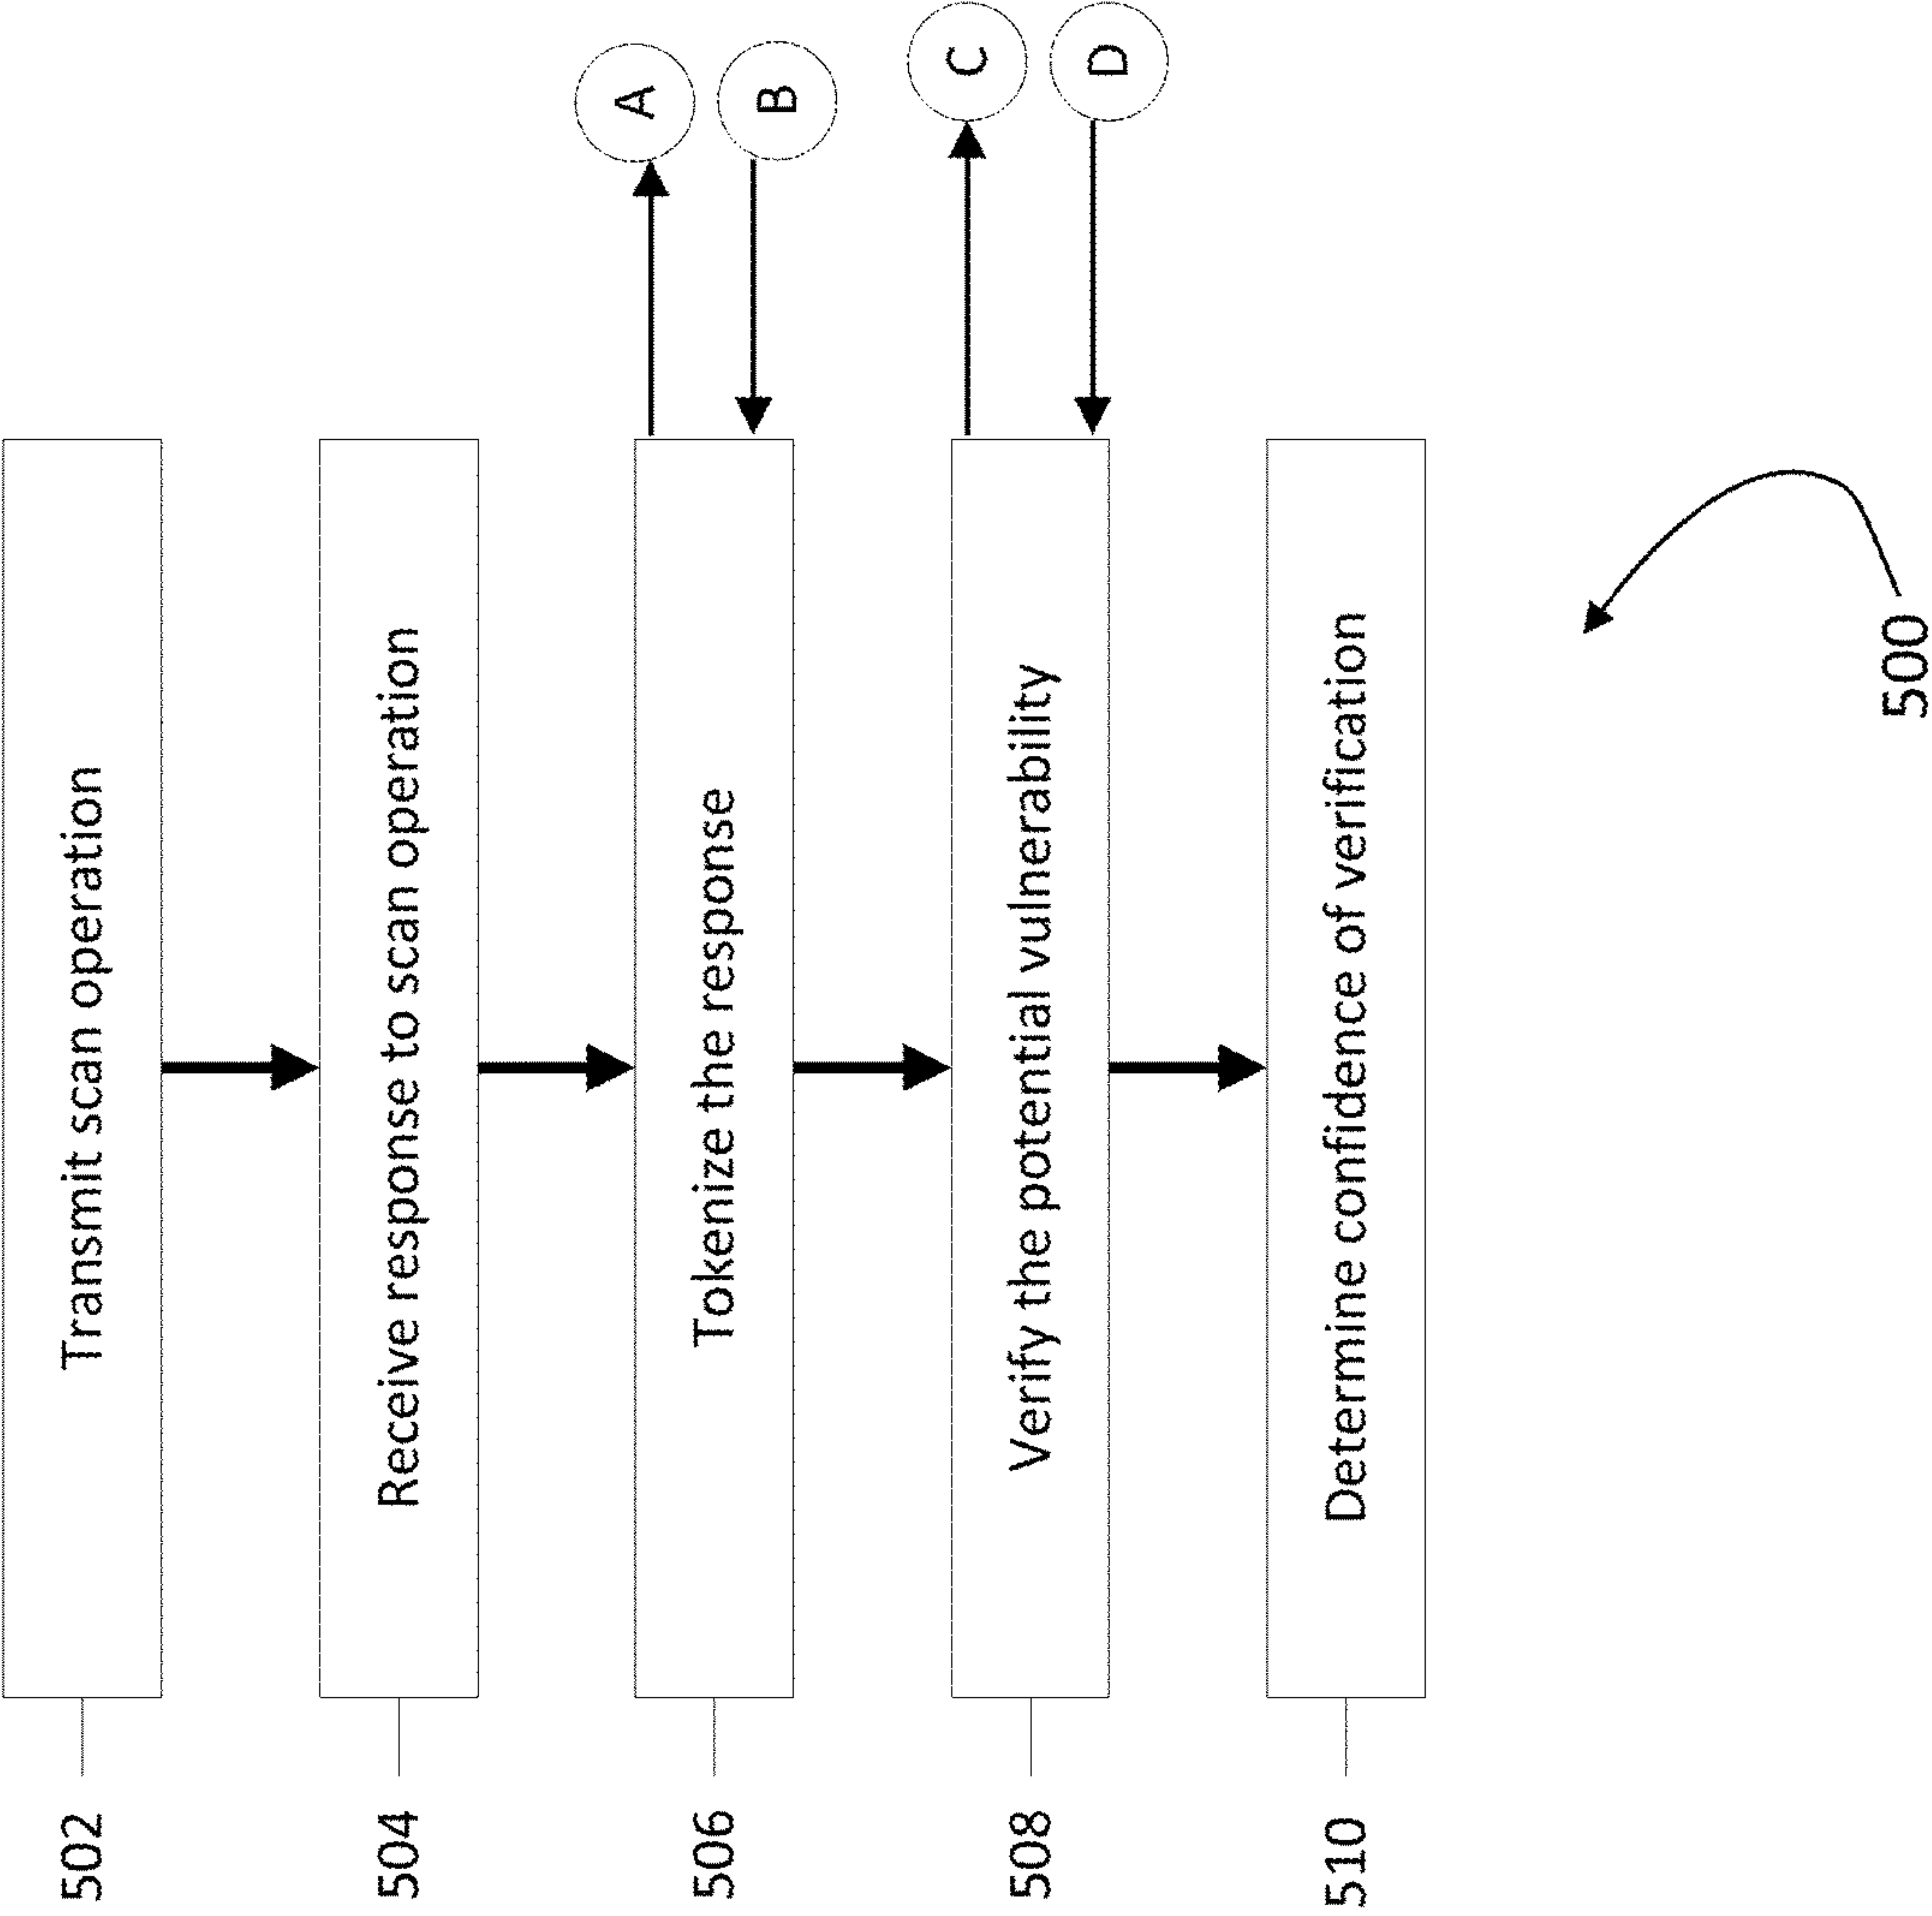 502
Transmit scan operation
504
Receive response to scan operation
506
Tokenize the response
A
B
508
Verify the potential vulnerability
C
D
510
Determine confidence of verification
500